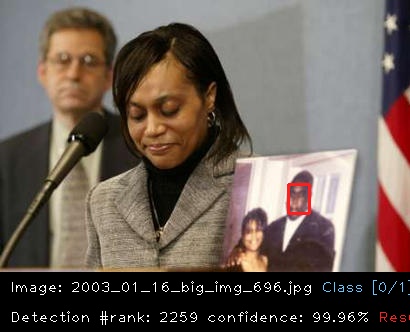 Image: 2003_01_16_big_img_696.jpg Class [0/1]
Detection #rank: 2259 confidence: 99.96% Res